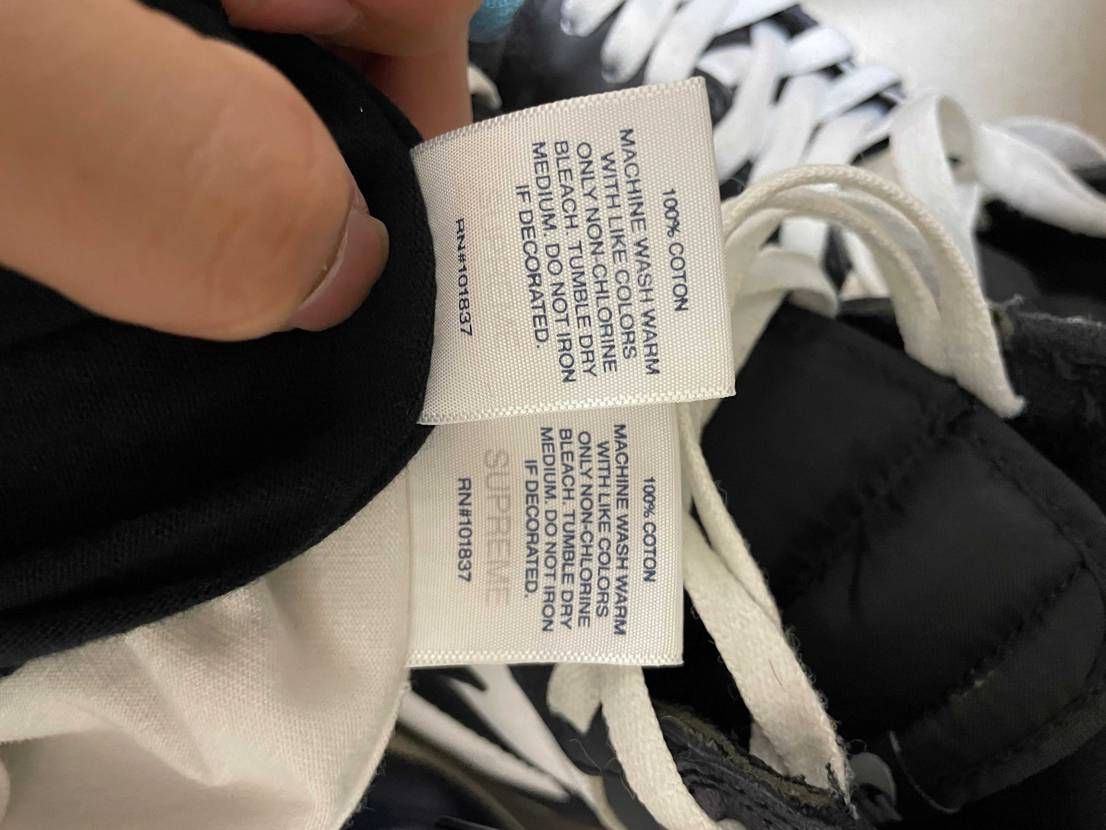 100% COTON
MACHINE WASH WARM
WITH LIKE COLORS
ONLY NON-CHLORINE
BLEACH. TUMBLE DRY
MEDIUM. DO NOT IRON
IF DECORATED.
RN#101837
100% COTON
MACHINE WASH WARM
WITH LIKE COLORS
ONLY NON-CHLORINE
BLEACH. TUMBLE DRY
MEDIUM. DO NOT IRON
IF DECORATED.
SUPREME
RN#101837